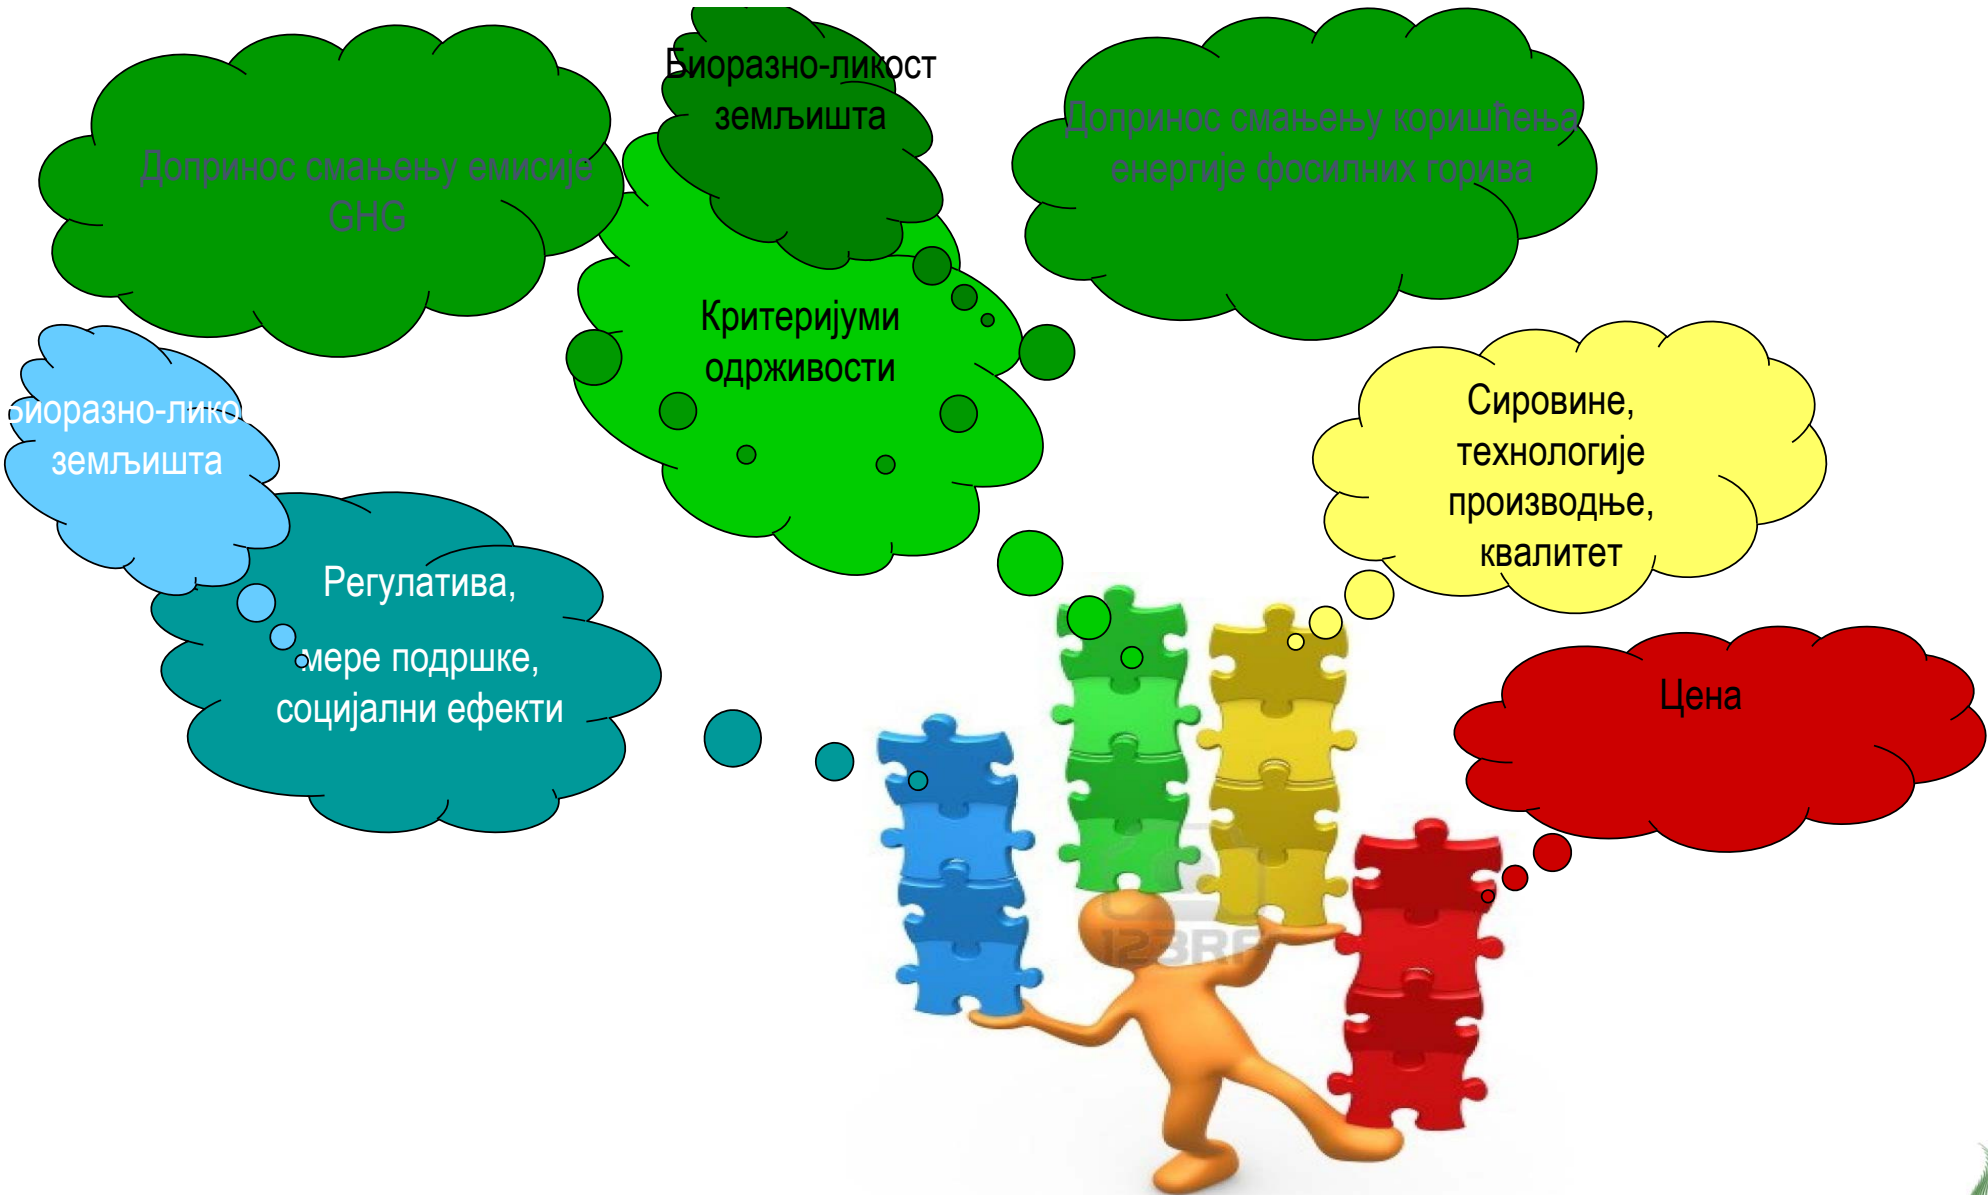 Биоразно-ликост
земљишта
Допринос смањењу емисије
GHG
Допринос смањењу коришћења
енергије фосилних горива
Критеријуми
одрживости
земљишта
Сировине,
технологије
производње,
квалитет
Регулатива,
мере подршке,
социјални ефекти
Цена
123RF